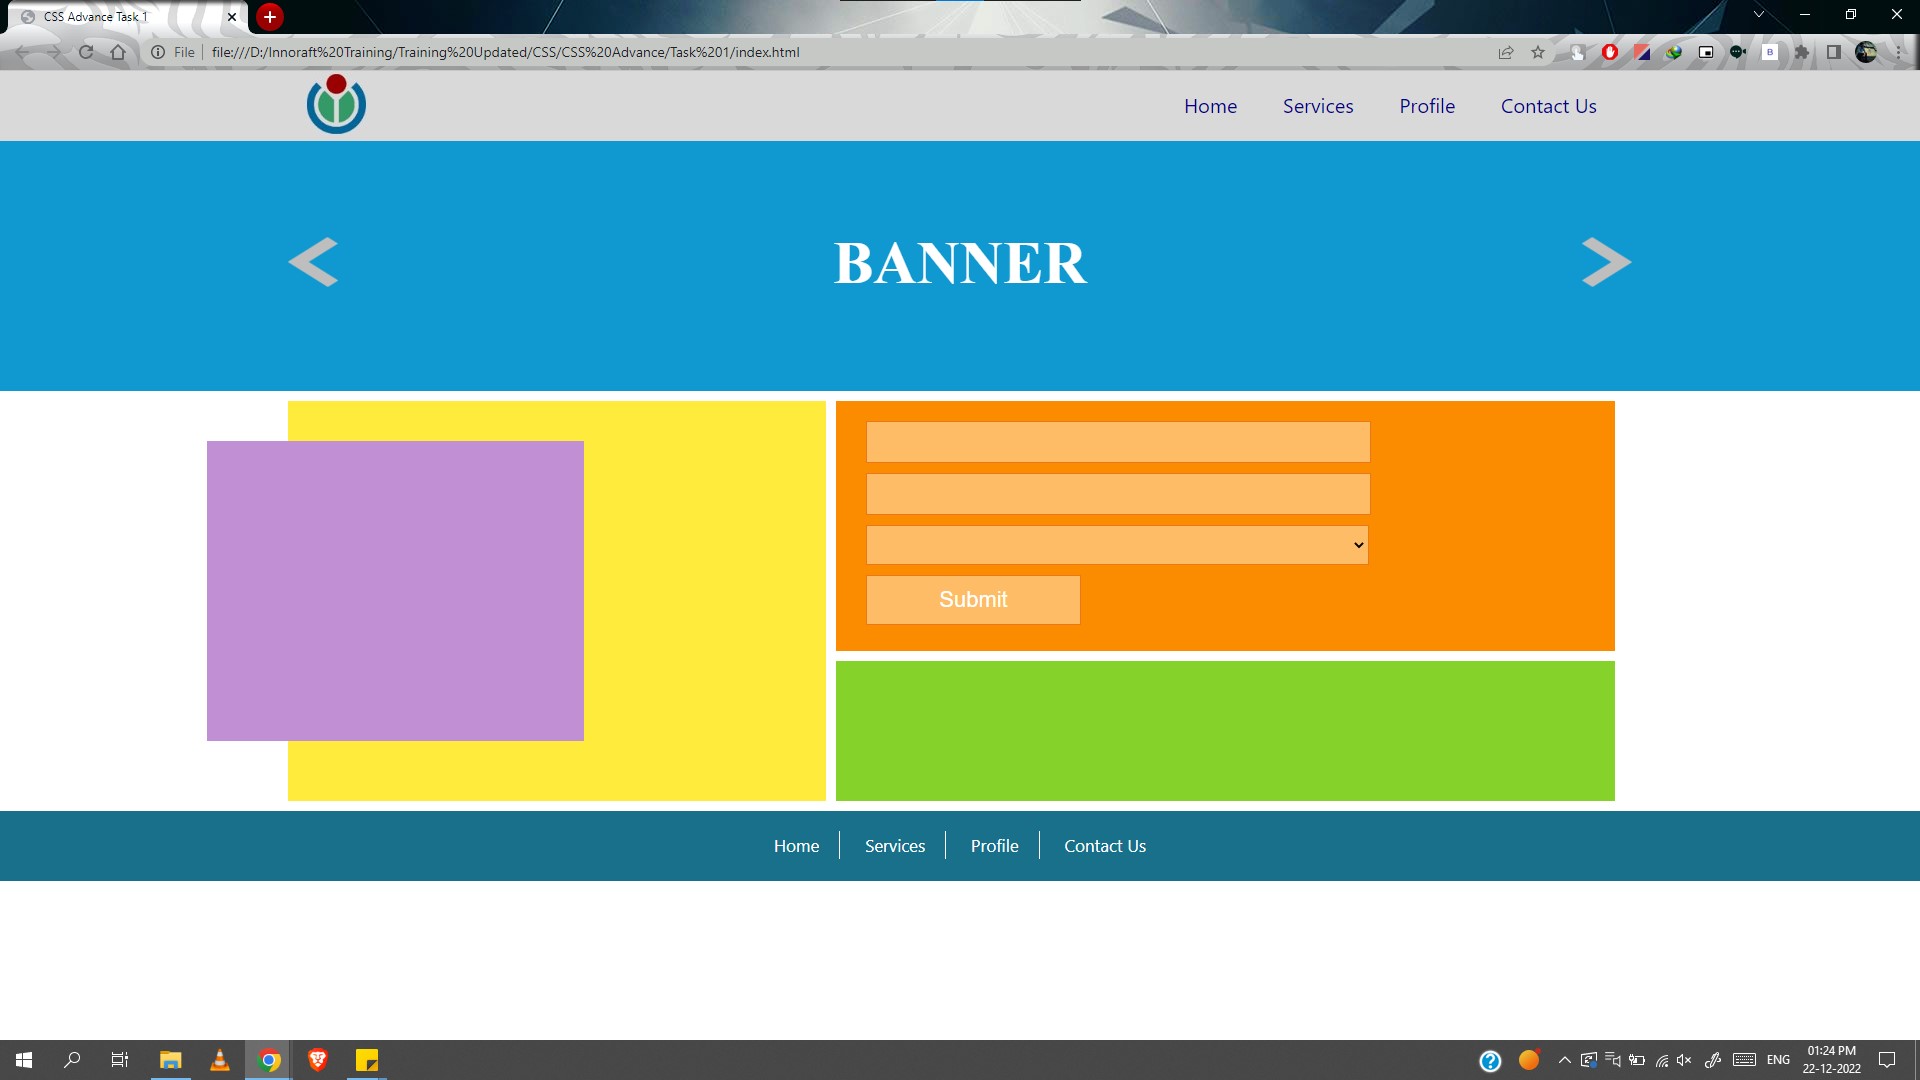 CSS Advance Task 1
File file:///D:/Innoraft%20Training/Training%20Updated/CSS/CSS%20Advance/Task%201/index.html
Home Services Profile Contact Us
BANNER
Submit
Home Services Profile Contact Us
ENG
01:24 PM
22-12-2022